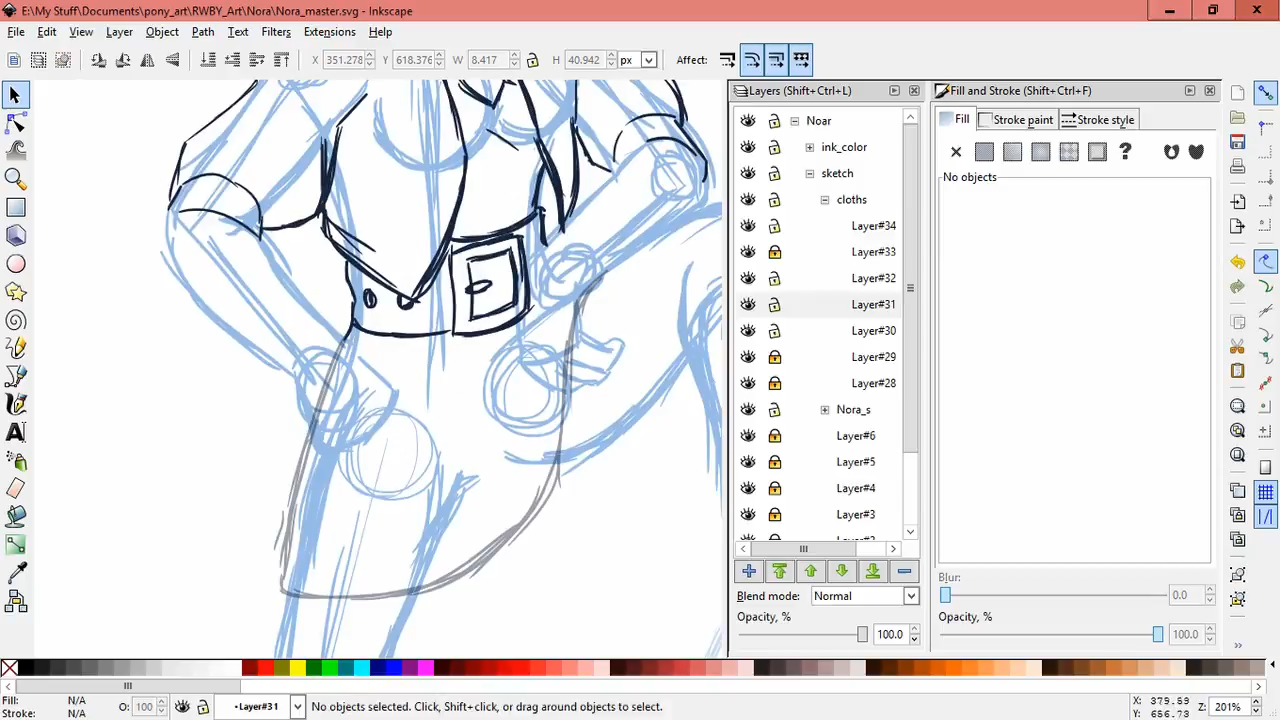 E:\My Stuff\Documents\pony_art\RWBY_Art\Nora\Nora_master.svg - Inkscape
File Edit View Layer Object Path Text Filters Extensions Help
X 351.278 Y 618.376 W 8.417 H 40.942 px Affect:
Layers (Shift+Ctrl+L)
Fill and Stroke (Shift+Ctrl+F)
Fill Stroke paint Stroke style
?
No objects
Noar
ink_color
sketch
cloths
Layer#34
Layer#33
Layer#32
Layer#31
Layer#30
Layer#29
Layer#28
Nora_s
Layer#6
Layer#5
Layer#4
Layer#3
Blend mode: Normal
Opacity, %
100.0
Blur:
0.0
Opacity, %
100.0
Fill: N/A
Stroke: N/A
O: 100
•Layer#31
No objects selected. Click, Shift+click, or drag around objects to select.
X: 379.59
Y: 656.73
Z: 201%